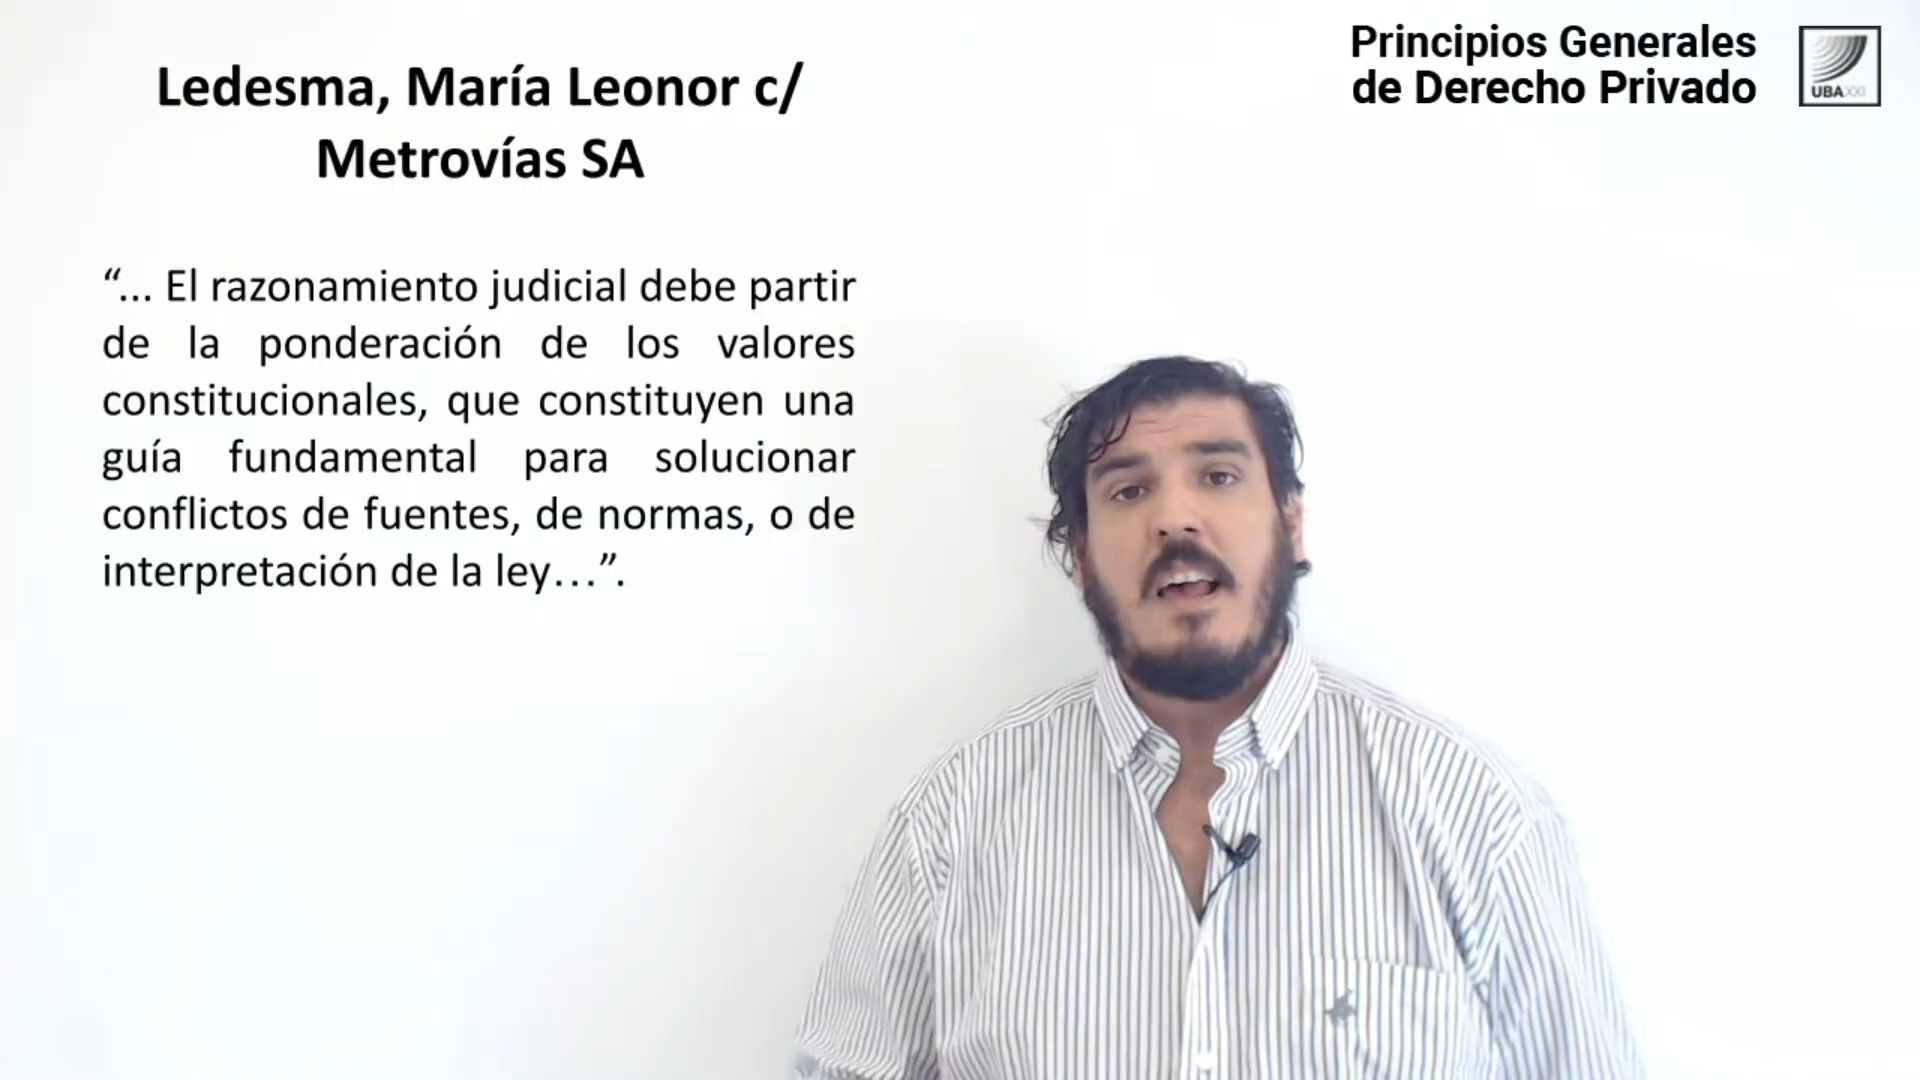 Principios Generales
de Derecho Privado
UBAXXI
Ledesma, María Leonor c/
Metrovías SA
“... El razonamiento judicial debe partir
de la ponderación de los valores
constitucionales, que constituyen una
guía fundamental para solucionar
conflictos de fuentes, de normas, o de
interpretación de la ley…”.